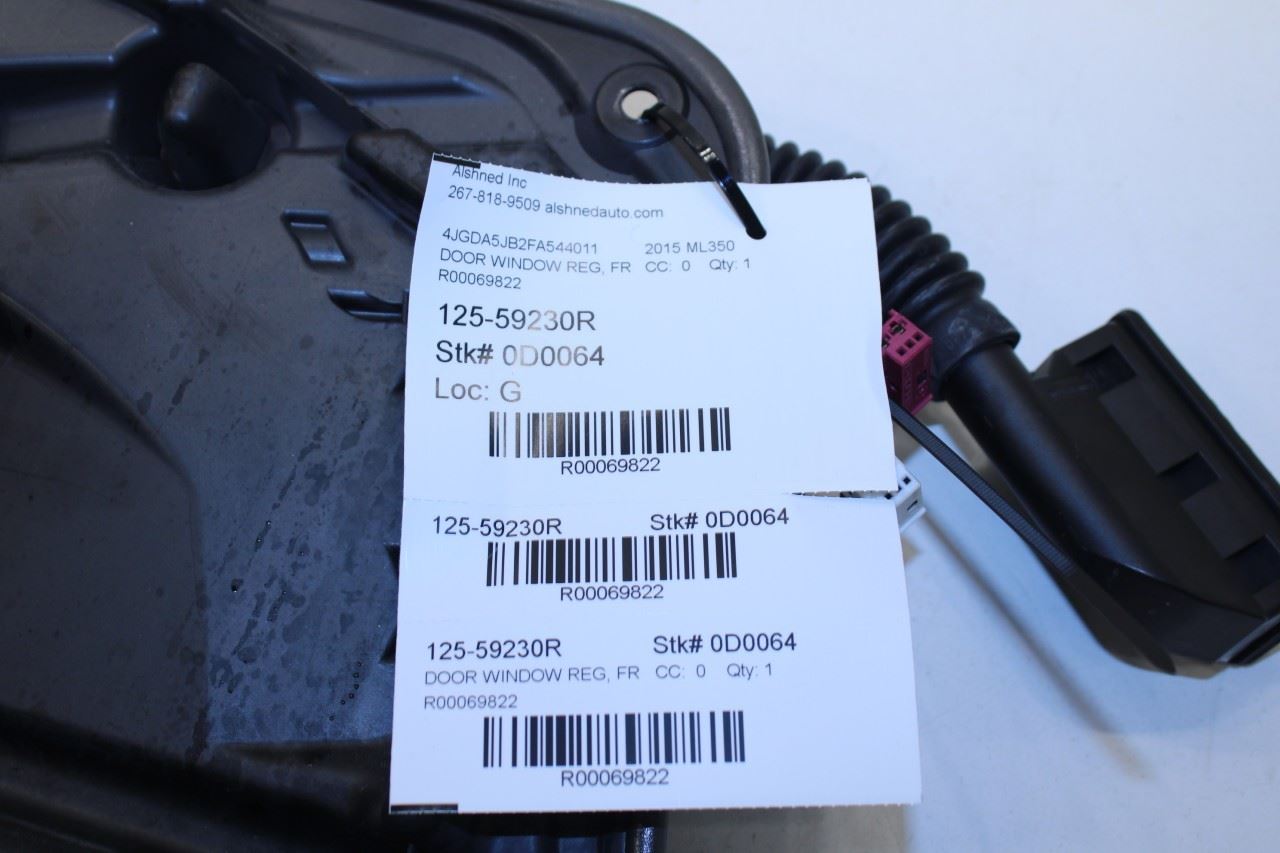 Alshned Inc
267-818-9509 alshnedauto.com
4JGDA5JB2FA544011 2015 ML350
DOOR WINDOW REG, FR CC: 0 Qty: 1
R00069822
125-59230R
Stk# 0D0064
Loc: G
R00069822
125-59230R Stk# 0D0064
R00069822
125-59230R Stk# 0D0064
DOOR WINDOW REG, FR CC: 0 Qty: 1
R00069822
R00069822